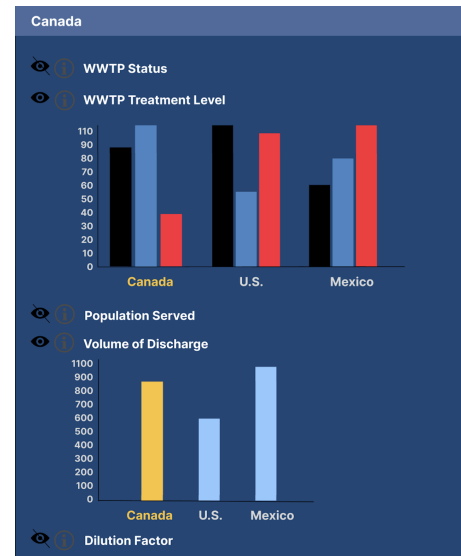 Canada
WWTP Status
WWTP Treatment Level
110
90
80
70
60
50
40
30
20
10
0
Canada U.S. Mexico
Population Served
Volume of Discharge
1100
900
800
700
600
500
400
300
200
100
0
Canada U.S. Mexico
Dilution Factor